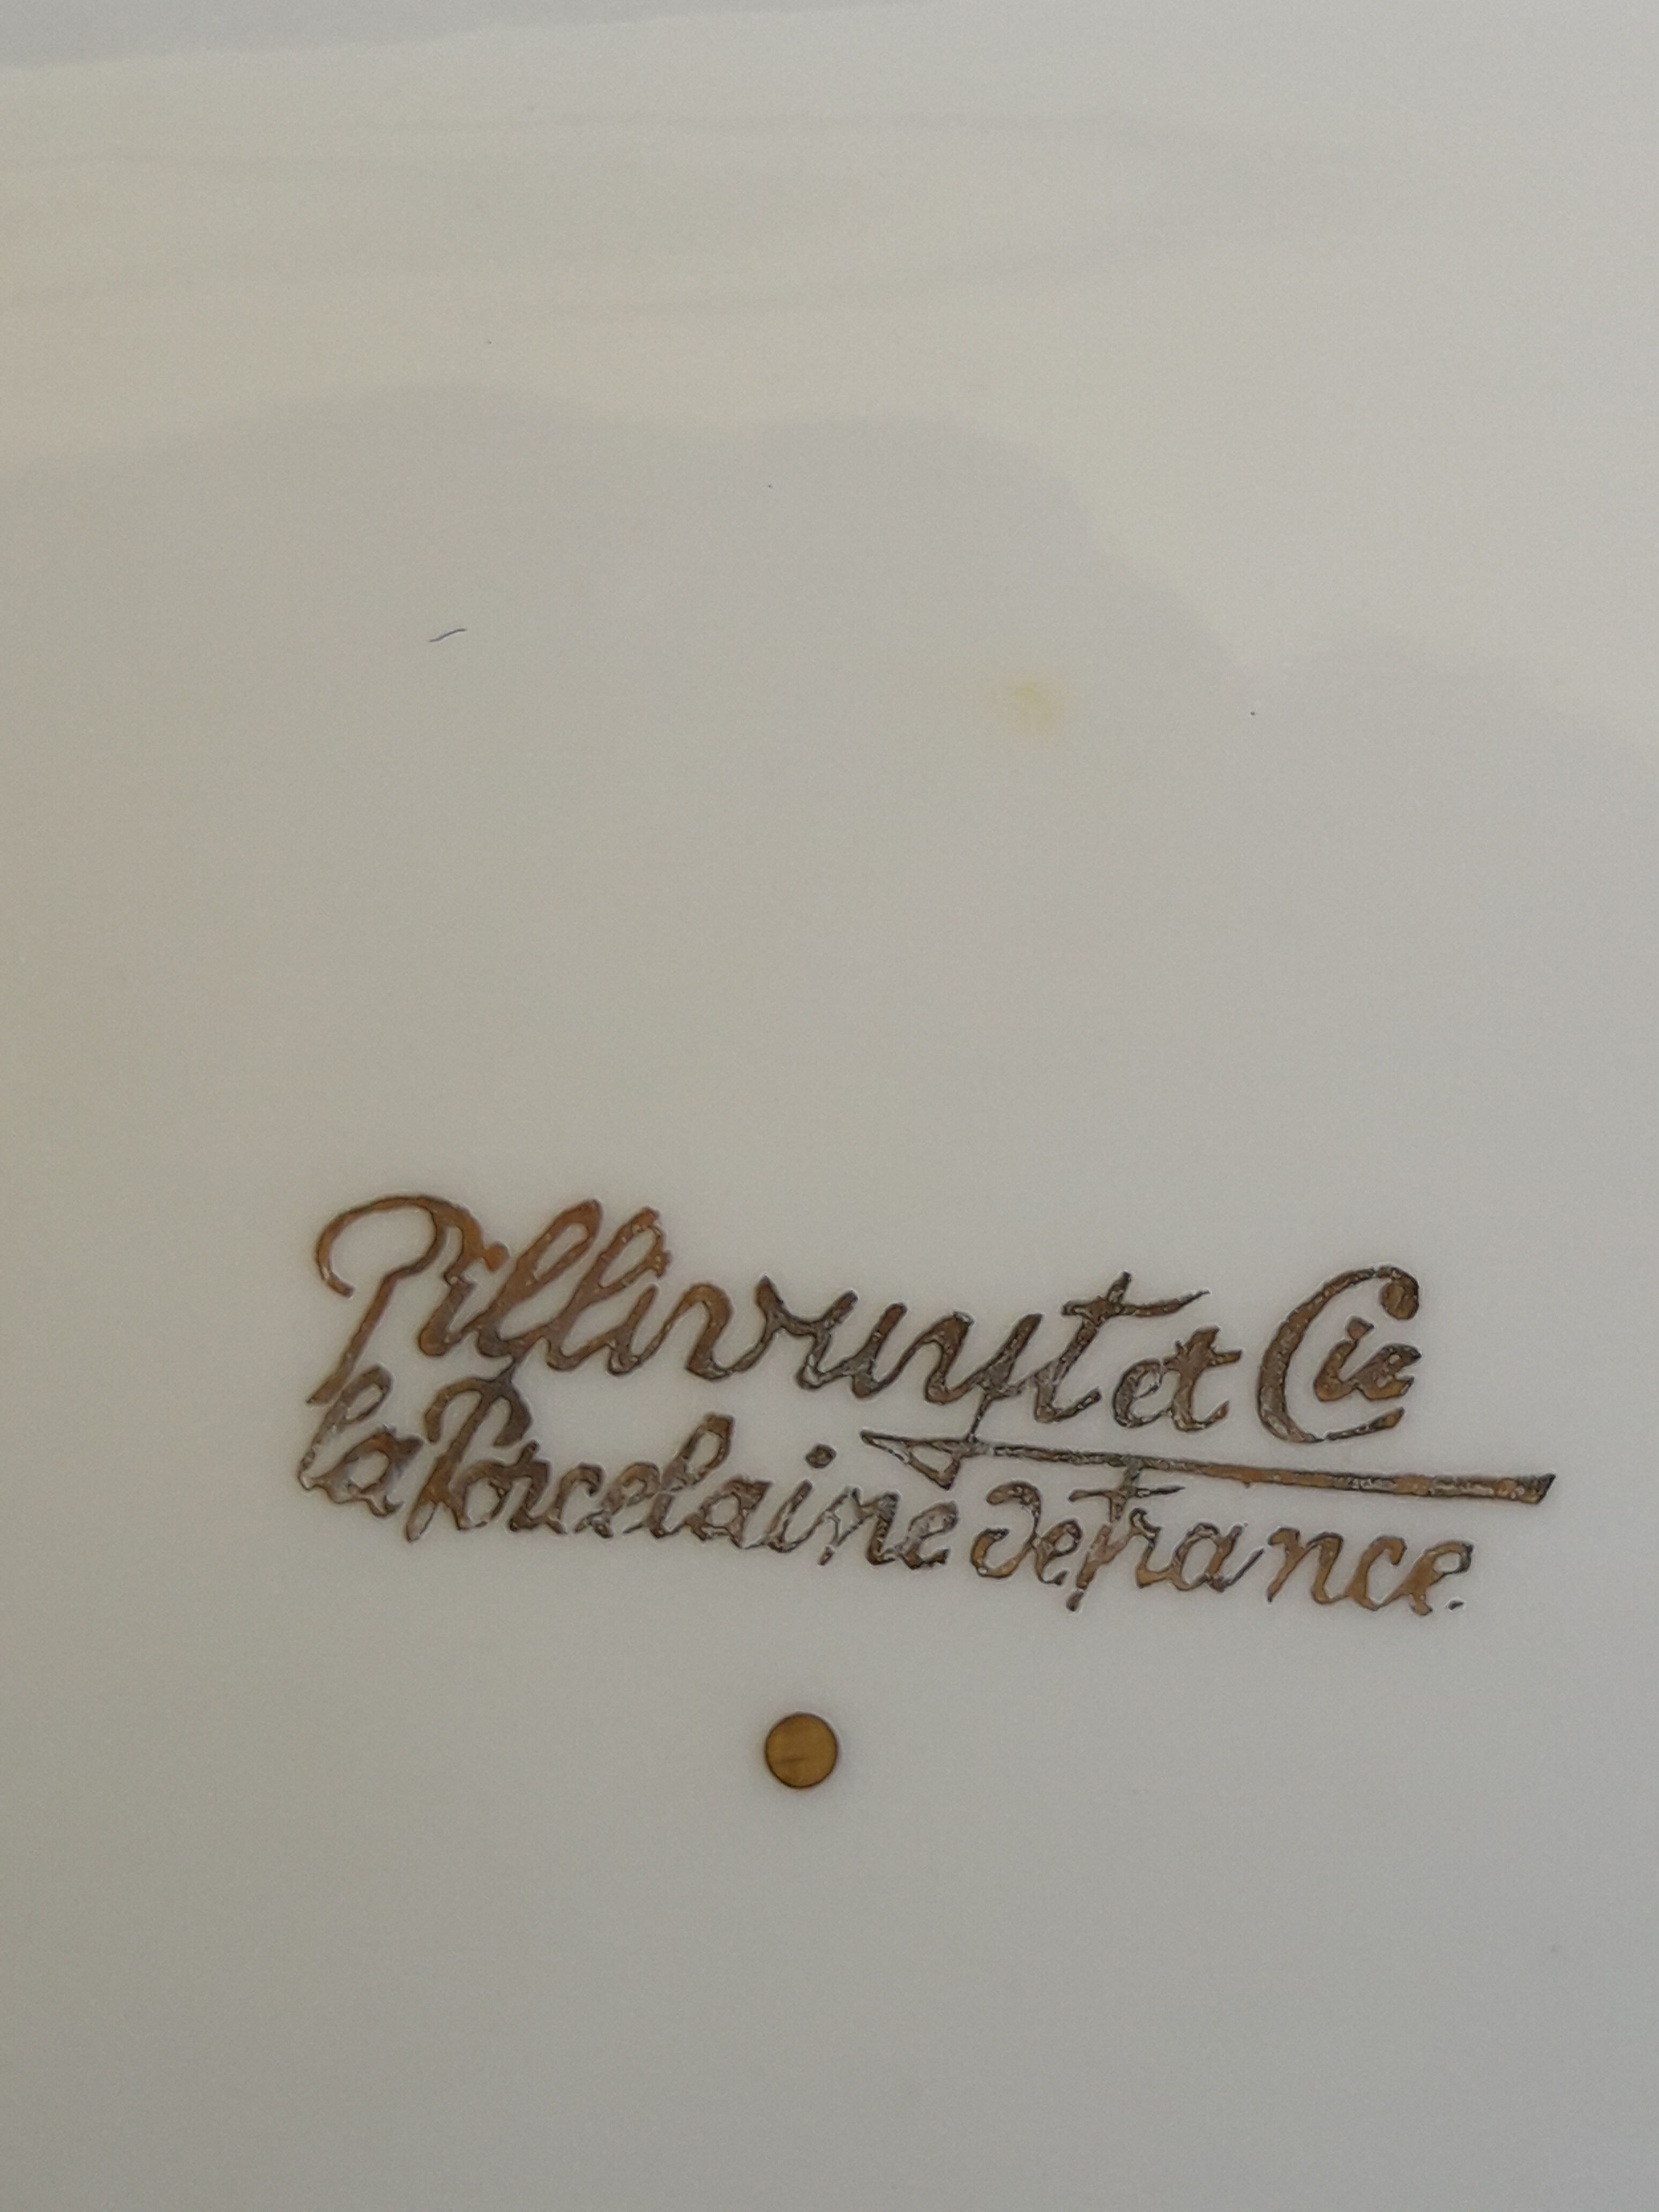 Pillivuyt et Cie
la Porcelaine de France.